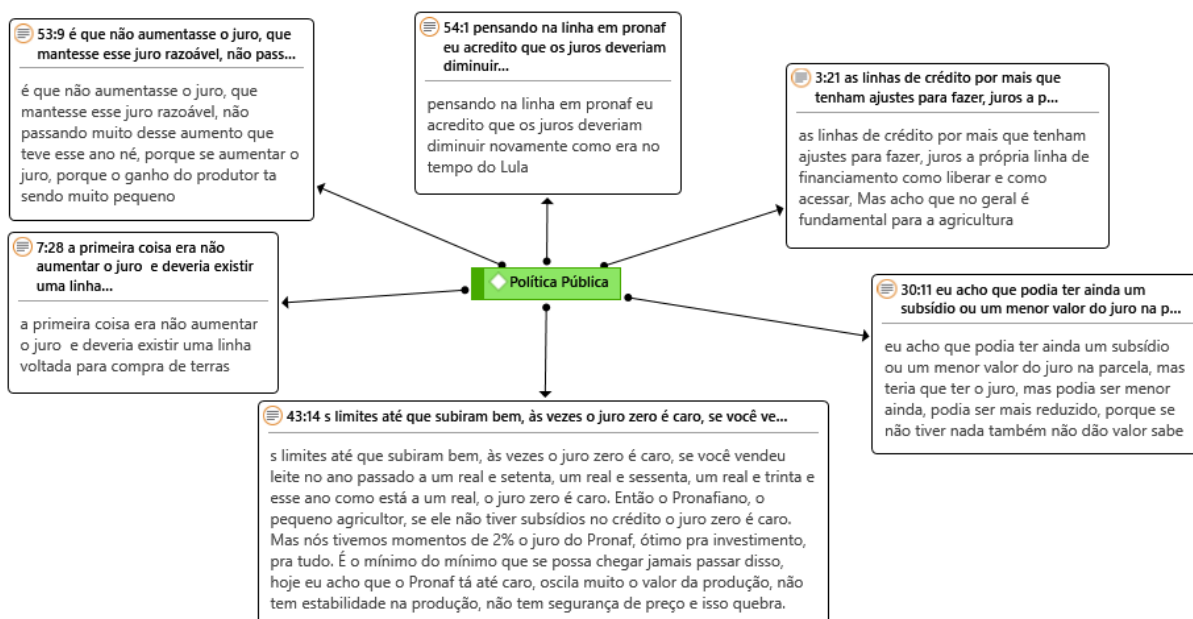 53:9 é que não aumentasse o juro, que
mantesse esse juro razoável, não pass...
é que não aumentasse o juro, que
mantesse esse juro razoável, não
passando muito desse aumento que
teve esse ano né, porque se aumentar o
juro, porque o ganho do produtor ta
sendo muito pequeno
54:1 pensando na linha em pronaf
eu acredito que os juros deveriam
diminuir...
pensando na linha em pronaf eu
acredito que os juros deveriam
diminuir novamente como era no
tempo do Lula
3:21 as linhas de crédito por mais que
tenham ajustes para fazer, juros a p...
as linhas de crédito por mais que tenham
ajustes para fazer, juros a própria linha de
financiamento como liberar e como
acessar, Mas acho que no geral é
fundamental para a agricultura
7:28 a primeira coisa era não
aumentar o juro  e deveria existir
uma linha...
a primeira coisa era não aumentar
o juro  e deveria existir uma linha
voltada para compra de terras
Política Pública
30:11 eu acho que podia ter ainda um
subsídio ou um menor valor do juro na p...
eu acho que podia ter ainda um subsídio
ou um menor valor do juro na parcela, mas
teria que ter o juro, mas podia ser menor
ainda, podia ser mais reduzido, porque se
não tiver nada também não dão valor sabe
43:14 s limites até que subiram bem, às vezes o juro zero é caro, se você ve...
s limites até que subiram bem, às vezes o juro zero é caro, se você vendeu
leite no ano passado a um real e setenta, um real e sessenta, um real e trinta e
esse ano como está a um real, o juro zero é caro. Então o Pronafiano, o
pequeno agricultor, se ele não tiver subsídios no crédito o juro zero é caro.
Mas nós tivemos momentos de 2% o juro do Pronaf, ótimo pra investimento,
pra tudo. É o mínimo do mínimo que se possa chegar jamais passar disso,
hoje eu acho que o Pronaf tá até caro, oscila muito o valor da produção, não
tem estabilidade na produção, não tem segurança de preço e isso quebra.